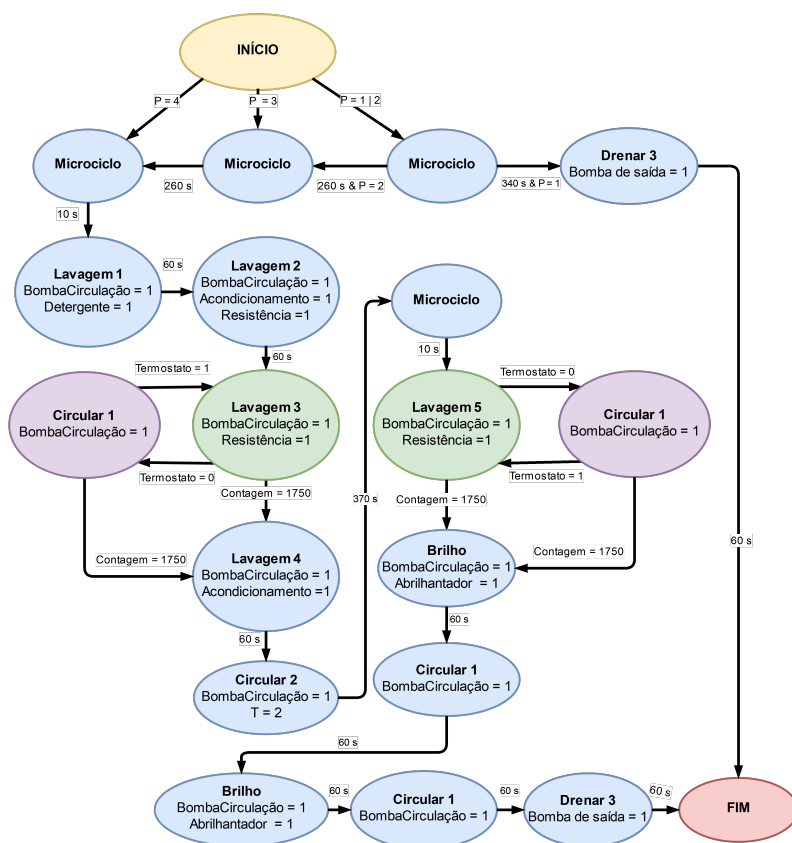 INÍCIO
P = 4
P = 3
P = 1 | 2
Microciclo
Microciclo
Microciclo
Drenar 3
Bomba de saída = 1
260 s
260 s & P = 2
340 s & P = 1
10 s
Lavagem 1
BombaCirculação = 1
Detergente = 1
60 s
Lavagem 2
BombaCirculação = 1
Acondicionamento = 1
Resistência =1
Microciclo
60 s
10 s
Termostato = 1
Termostato = 0
Circular 1
BombaCirculação = 1
Lavagem 3
BombaCirculação = 1
Resistência =1
Lavagem 5
BombaCirculação = 1
Resistência =1
Circular 1
BombaCirculação = 1
Termostato = 0
Termostato = 1
Contagem = 1750
370 s
Contagem = 1750
Contagem = 1750
Contagem = 1750
60 s
Lavagem 4
BombaCirculação = 1
Acondicionamento =1
Brilho
BombaCirculação = 1
Abrilhantador  = 1
60 s
60 s
Circular 2
BombaCirculação = 1
T = 2
Circular 1
BombaCirculação = 1
60 s
Brilho
BombaCirculação = 1
Abrilhantador  = 1
60 s
Circular 1
BombaCirculação = 1
60 s
Drenar 3
Bomba de saída = 1
60 s
FIM